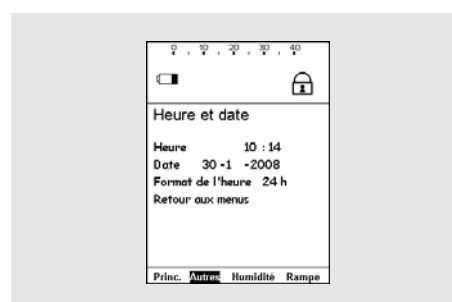 0 10 20 30 40
Heure et date
Heure 10 : 14
Date 30 -1 -2008
Format de l'heure 24 h
Retour aux menus
Princ. Autres Humidité Rampe